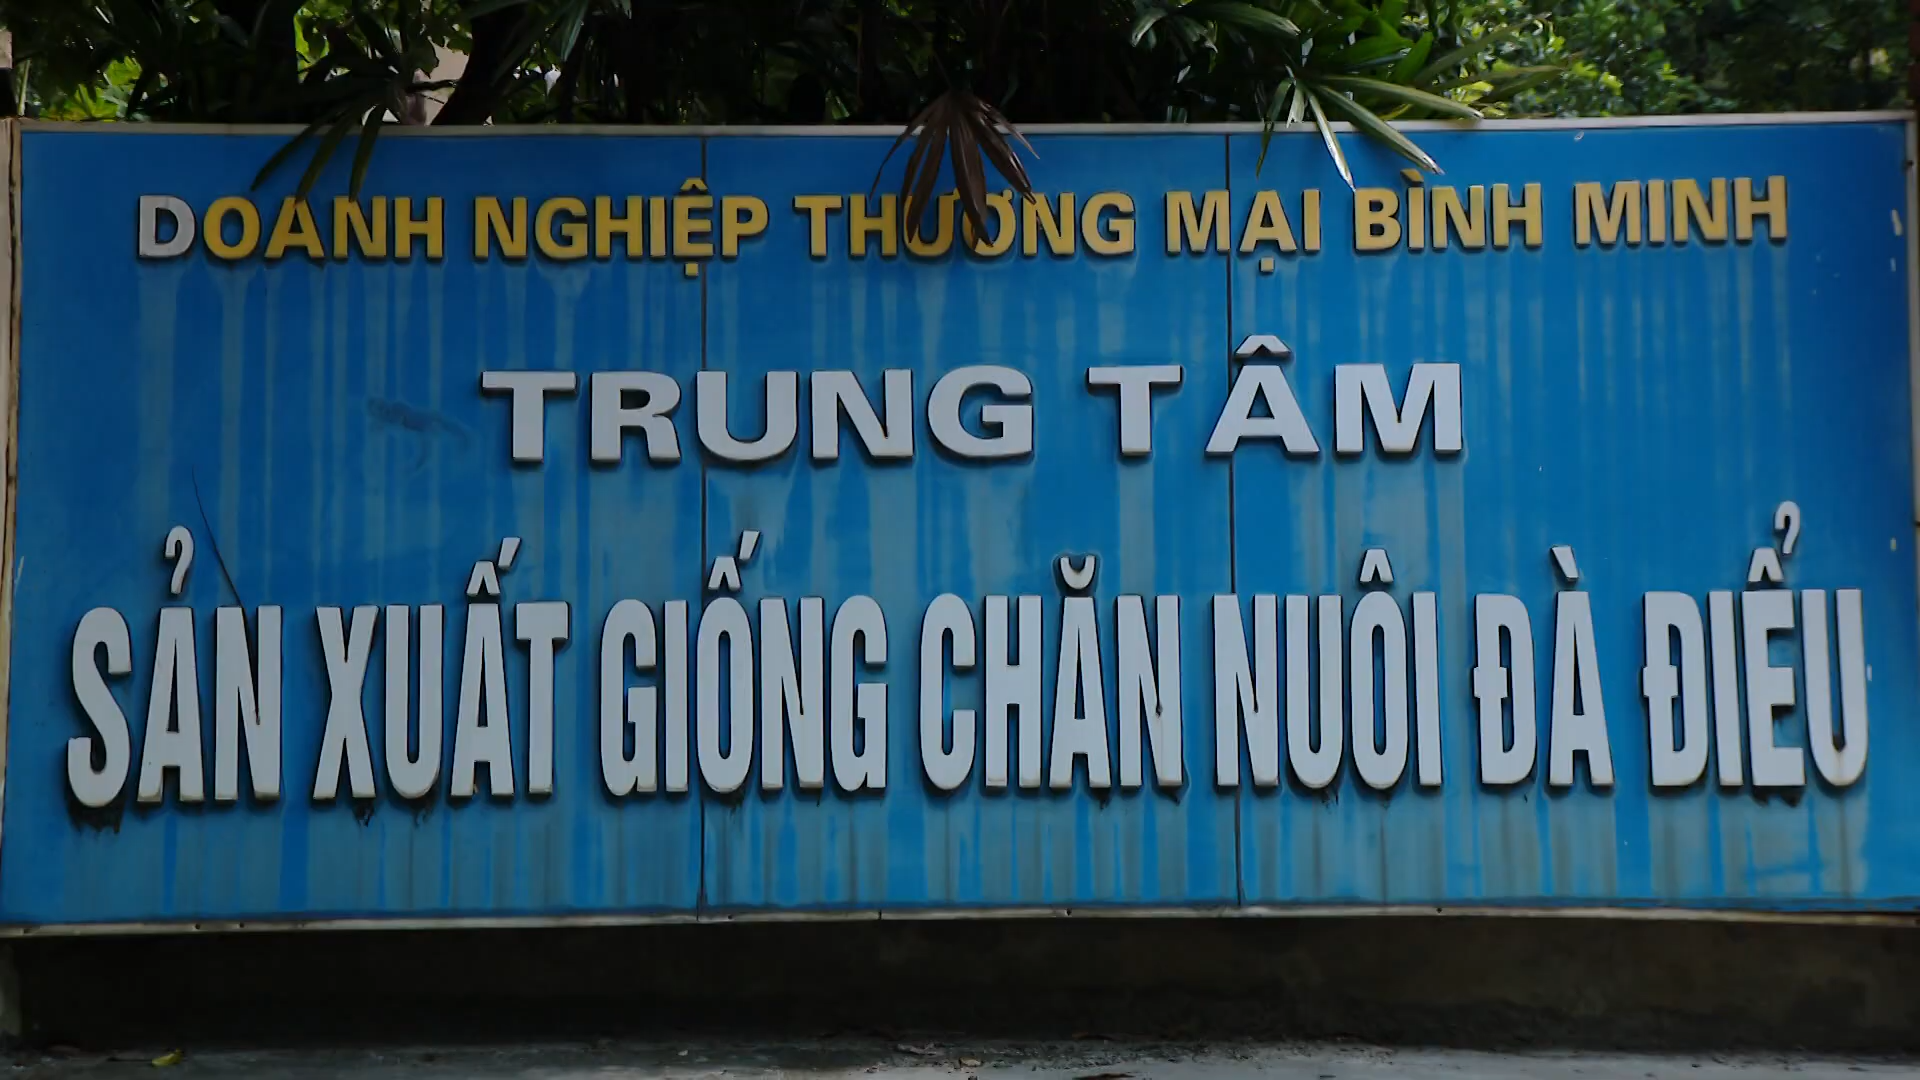 DOANH NGHIỆP THƯƠNG MẠI BÌNH MINH
TRUNG TÂM
SẢN XUẤT GIỐNG CHĂN NUÔI ĐÀ ĐIỂU